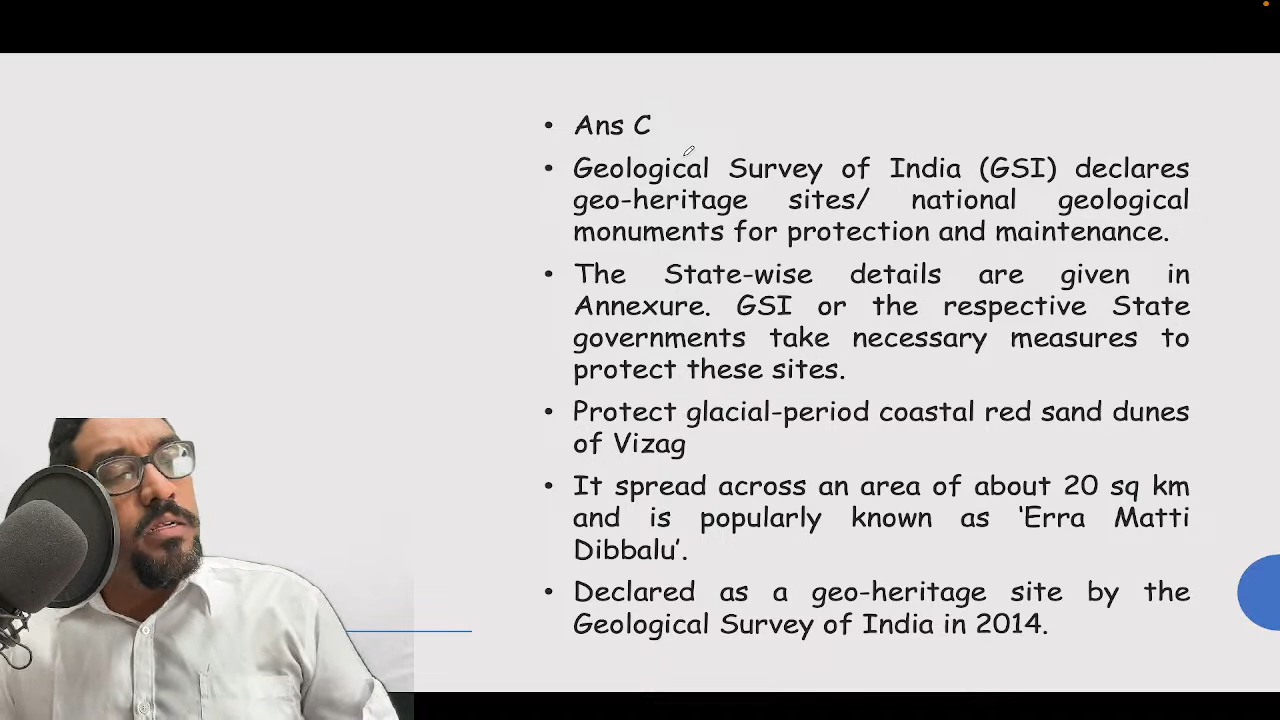 • Ans C
• Geological Survey of India (GSI) declares
geo-heritage sites/ national geological
monuments for protection and maintenance.
• The State-wise details are given in
Annexure. GSI or the respective State
governments take necessary measures to
protect these sites.
• Protect glacial-period coastal red sand dunes
of Vizag
• It spread across an area of about 20 sq km
and is popularly known as ‘Erra Matti
Dibbalu’.
• Declared as a geo-heritage site by the
Geological Survey of India in 2014.